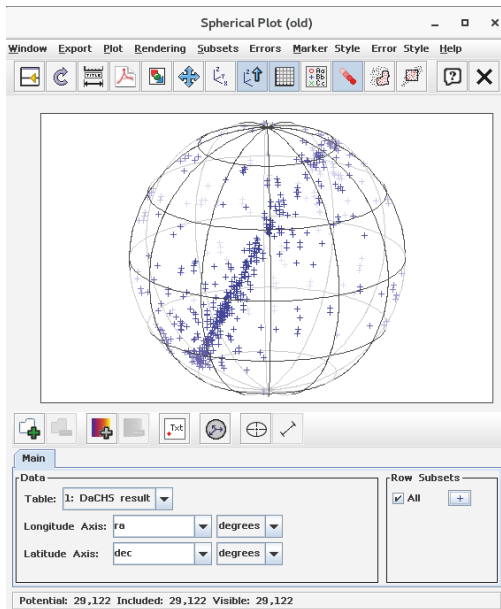 Spherical Plot (old)
Window Export Plot Rendering Subsets Errors Marker Style Error Style Help
TITLE
Txt
Main
Data
Row Subsets
Table: 1: DaCHS result
All
Longitude Axis: ra degrees
Latitude Axis: dec degrees
Potential: 29,122 Included: 29,122 Visible: 29,122